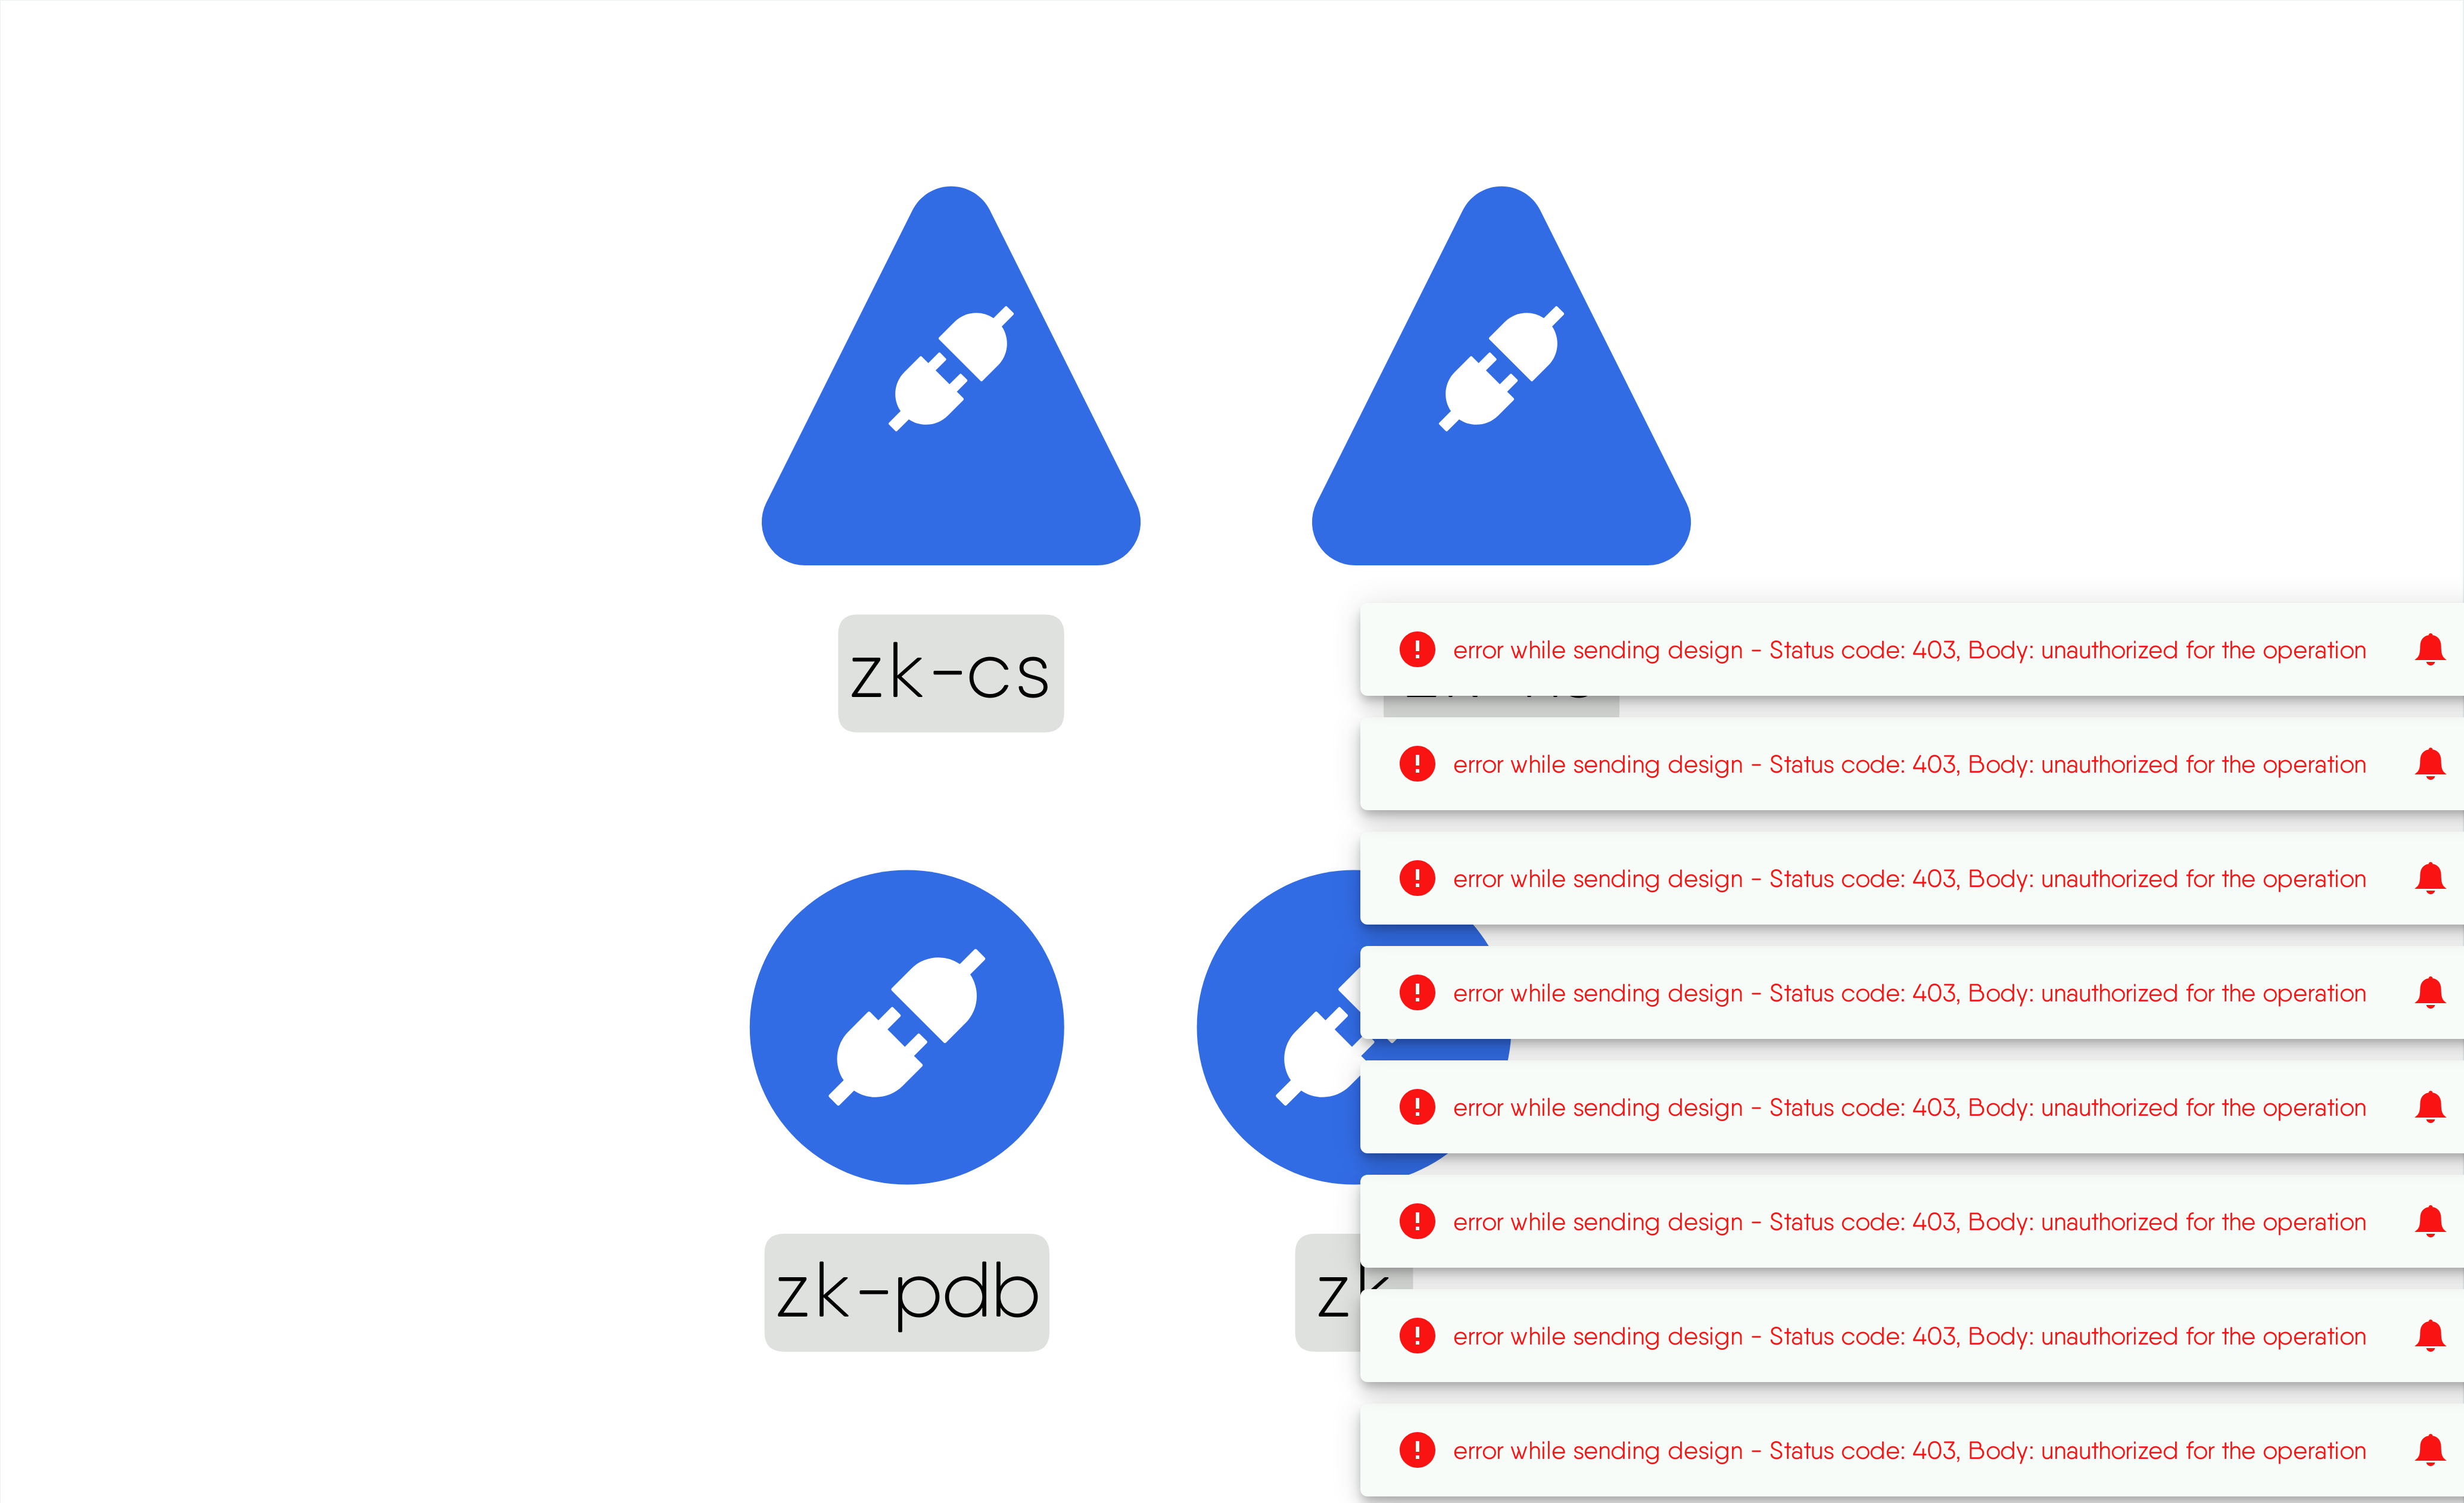 zk-cs
error while sending design - Status code: 403, Body: unauthorized for the operation
error while sending design - Status code: 403, Body: unauthorized for the operation
error while sending design - Status code: 403, Body: unauthorized for the operation
error while sending design - Status code: 403, Body: unauthorized for the operation
error while sending design - Status code: 403, Body: unauthorized for the operation
error while sending design - Status code: 403, Body: unauthorized for the operation
zk-pdb
zk
error while sending design - Status code: 403, Body: unauthorized for the operation
error while sending design - Status code: 403, Body: unauthorized for the operation